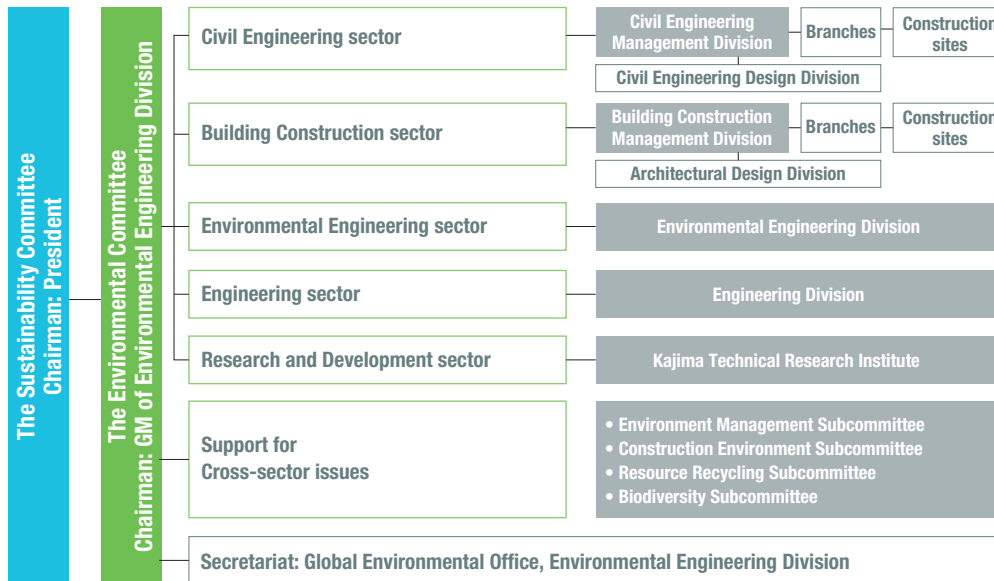 The Sustainability Committee
Chairman: President
The Environmental Committee
Chairman: GM of Environmental Engineering Division
Civil Engineering sector
Civil Engineering
Management Division
Branches
Construction
sites
Civil Engineering Design Division
Building Construction sector
Building Construction
Management Division
Branches
Construction
sites
Architectural Design Division
Environmental Engineering sector
Environmental Engineering Division
Engineering sector
Engineering Division
Research and Development sector
Kajima Technical Research Institute
Support for
Cross-sector issues
• Environment Management Subcommittee
• Construction Environment Subcommittee
• Resource Recycling Subcommittee
• Biodiversity Subcommittee
Secretariat: Global Environmental Office, Environmental Engineering Division